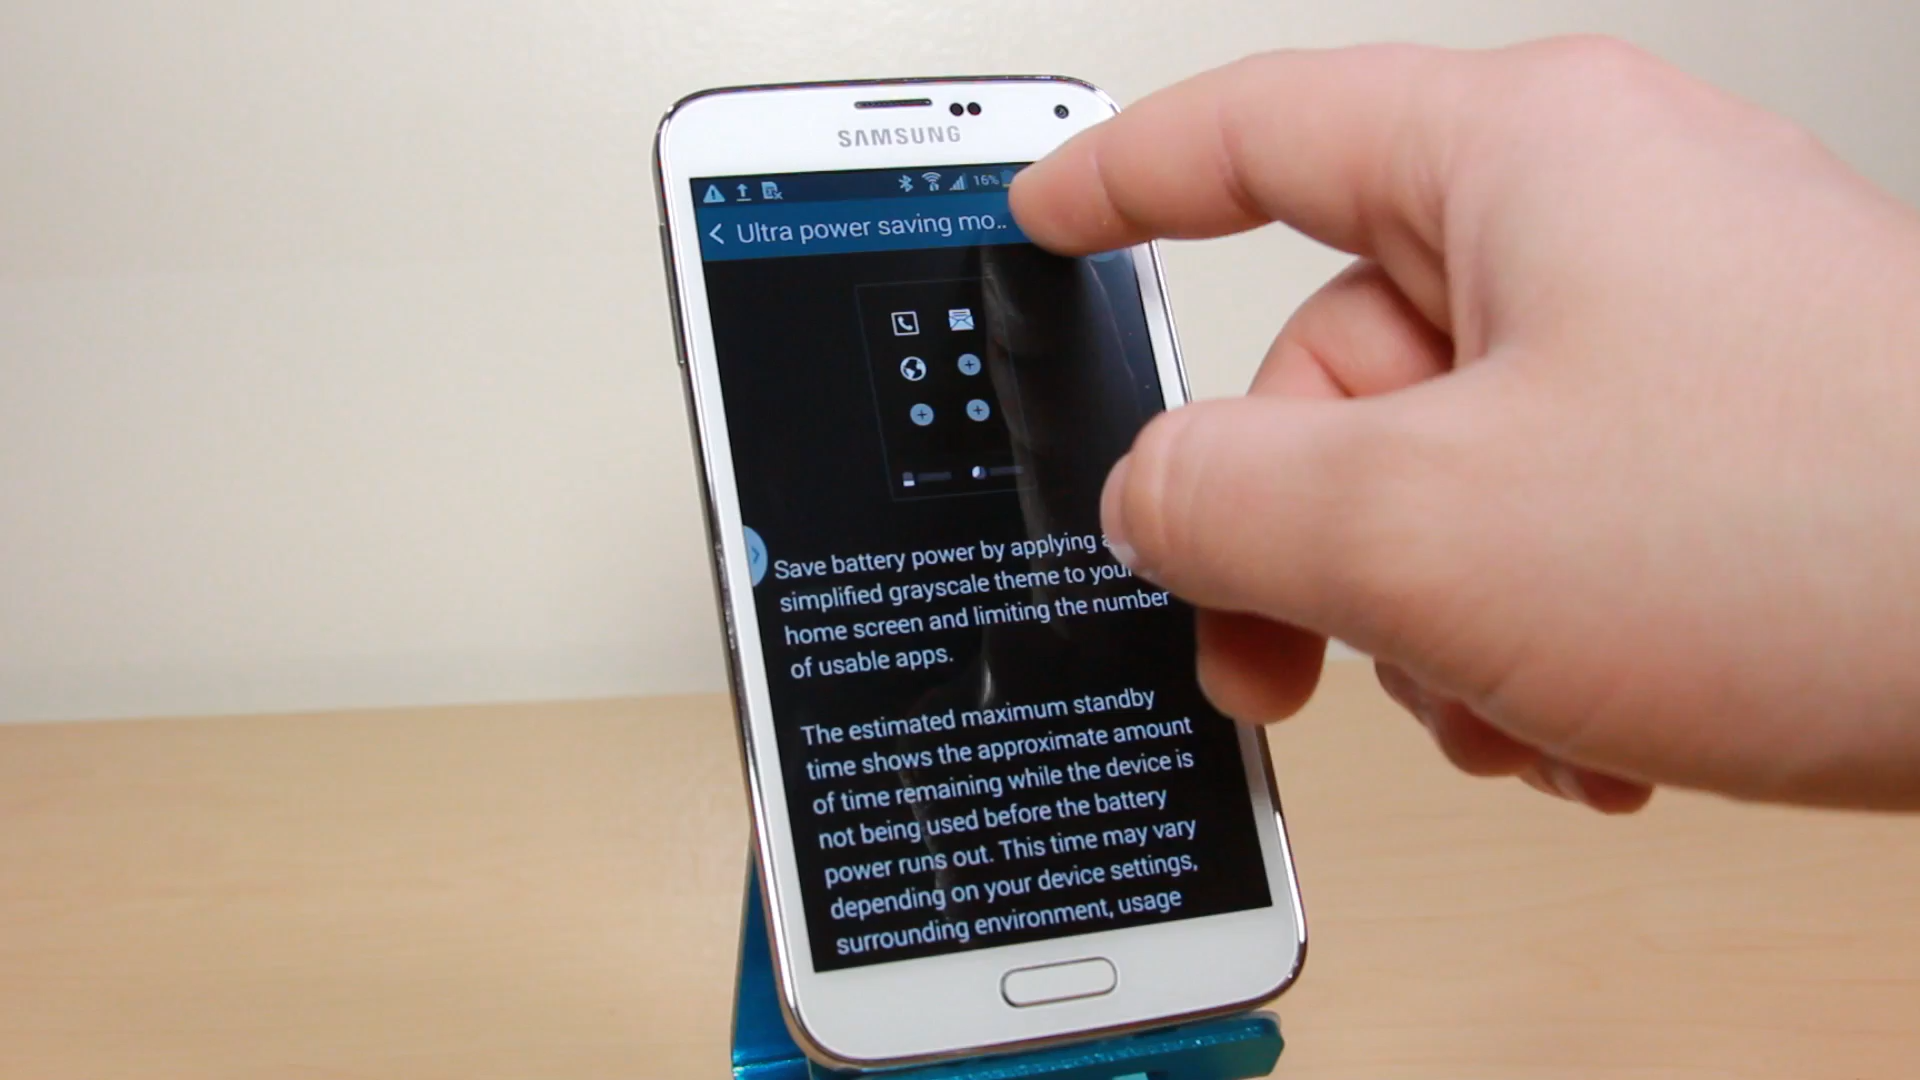 SAMSUNG
16%
Ultra power saving mo..
Save battery power by applying a
simplified grayscale theme to your
home screen and limiting the number
of usable apps.
The estimated maximum standby
time shows the approximate amount
of time remaining while the device is
not being used before the battery
power runs out. This time may vary
depending on your device settings,
surrounding environment, usage